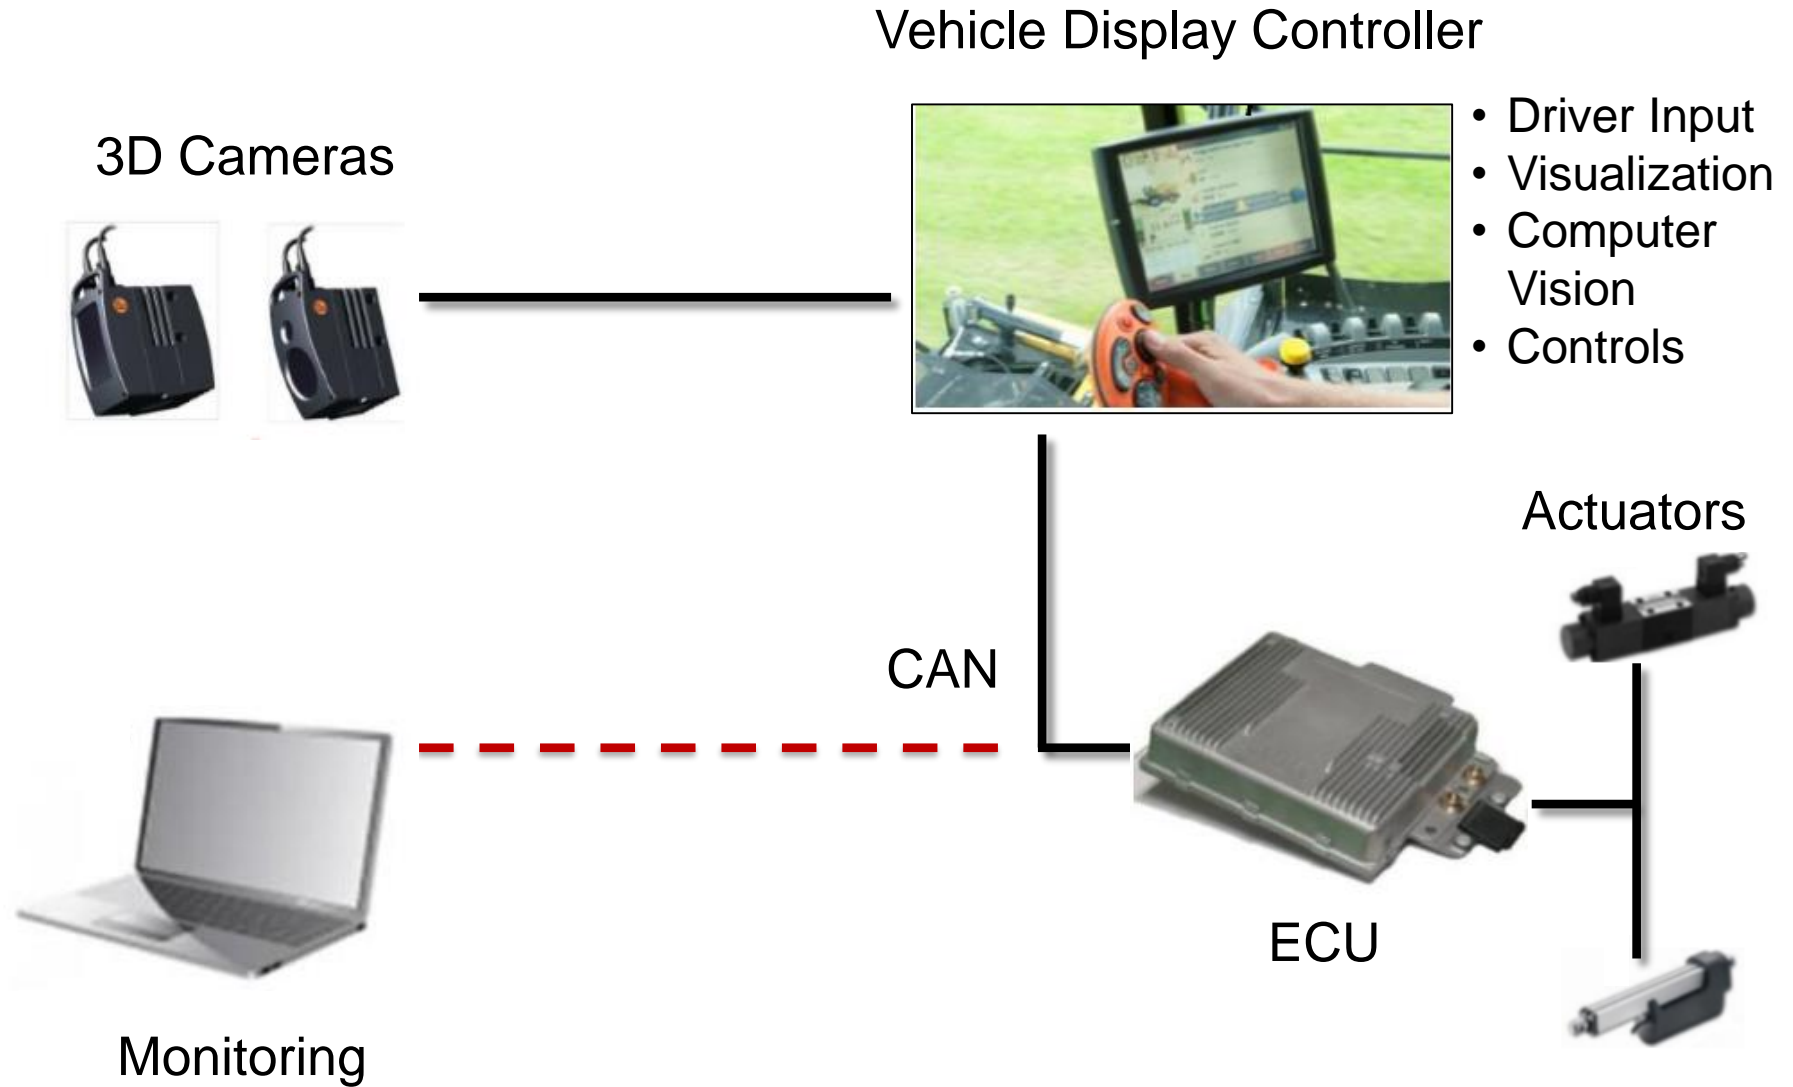 Vehicle Display Controller
3D Cameras
• Driver Input
• Visualization
• Computer
Vision
• Controls
Actuators
CAN
ECU
Monitoring